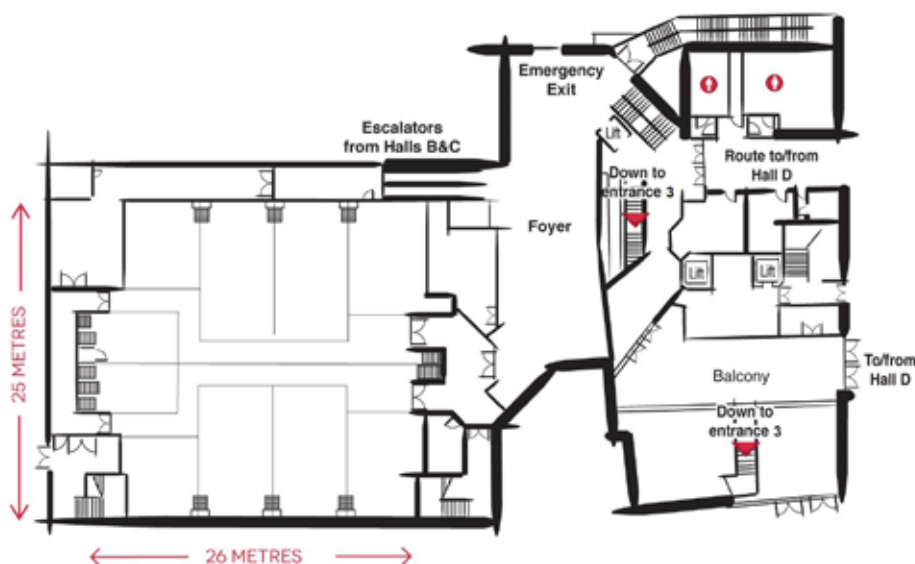 Emergency
Exit
Escalators
from Halls B&C
Lift
Route to/from
Hall D
Down to
entrance 3
Foyer
Lift
Lift
25 METRES
Balcony
To/from
Hall D
Down to
entrance 3
26 METRES